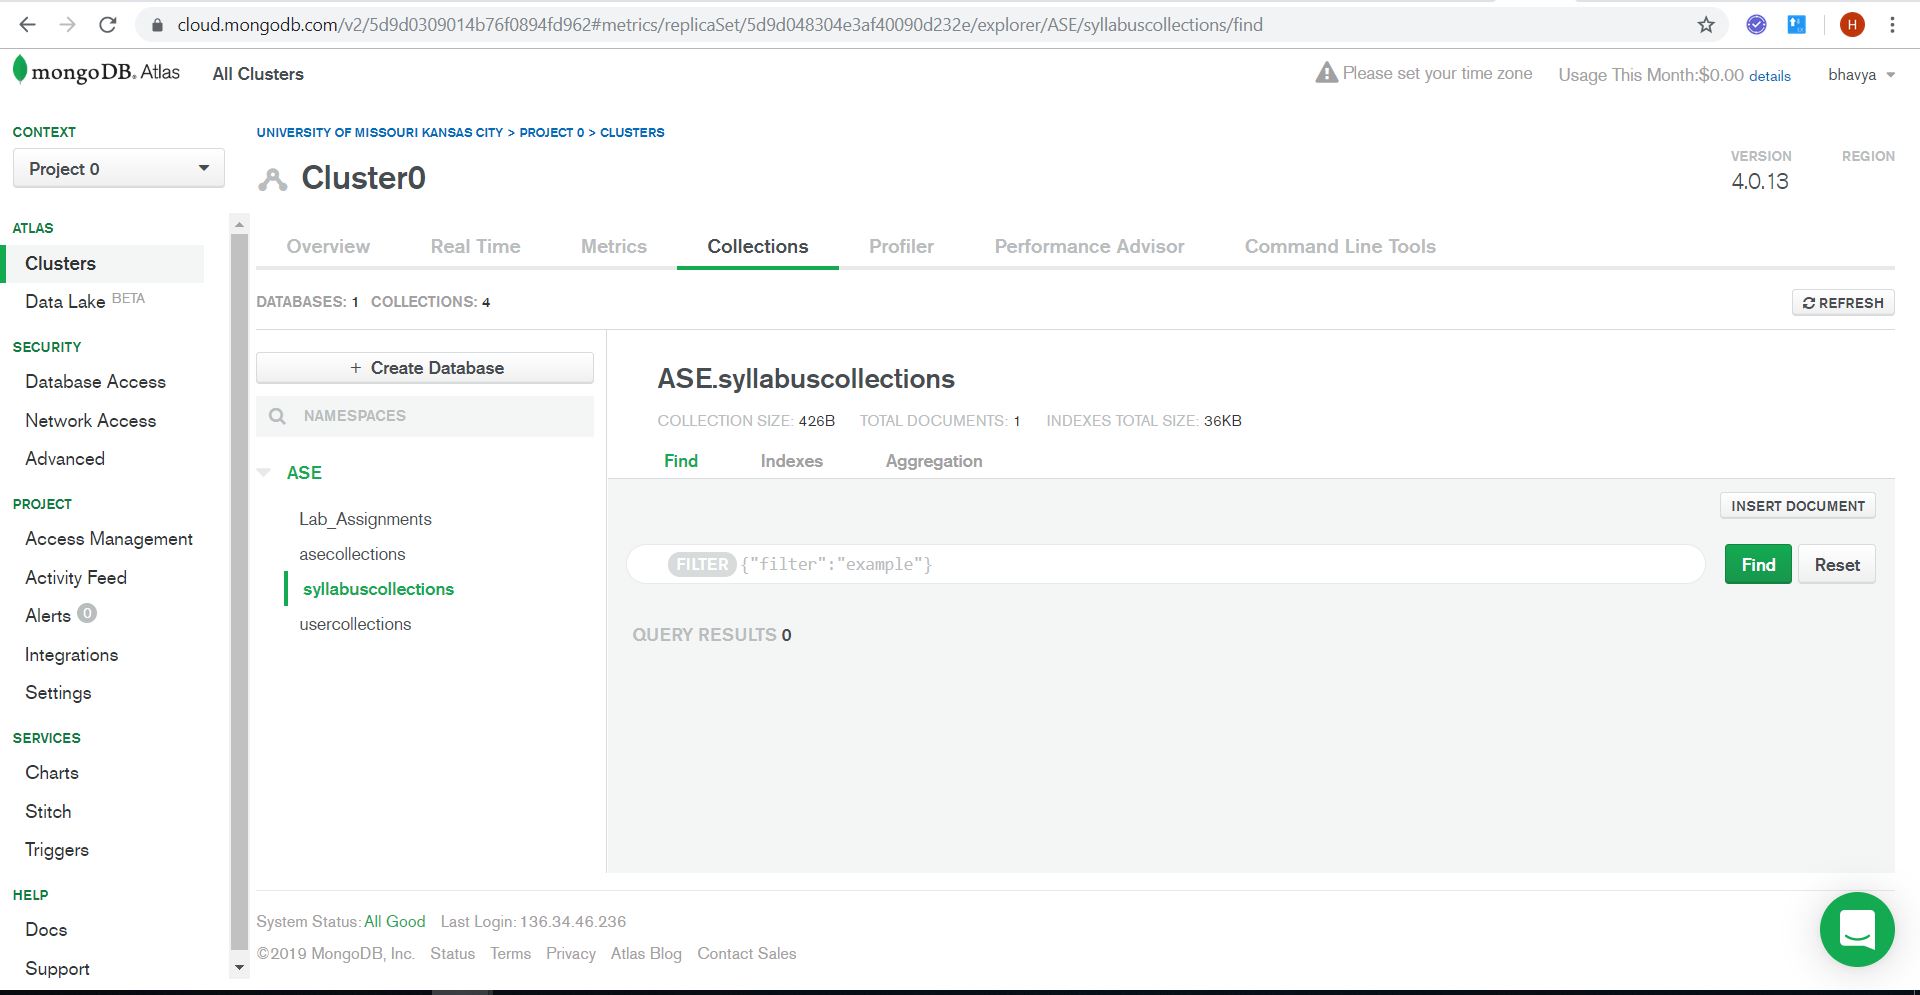 cloud.mongodb.com/v2/5d9d0309014b76f0894fd962#metrics/replicaSet/5d9d048304e3af40090d232e/explorer/ASE/syllabuscollections/find
H
mongoDB. Atlas All Clusters
Please set your time zone Usage This Month:$0.00 details bhavya
CONTEXT
Project 0
ATLAS
Clusters
Data Lake BETA
SECURITY
Database Access
Network Access
Advanced
PROJECT
Access Management
Activity Feed
Alerts 0
Integrations
Settings
SERVICES
Charts
Stitch
Triggers
HELP
Docs
Support
UNIVERSITY OF MISSOURI KANSAS CITY > PROJECT 0 > CLUSTERS
Cluster0
VERSION REGION
4.0.13
Overview Real Time Metrics Collections Profiler Performance Advisor Command Line Tools
DATABASES: 1 COLLECTIONS: 4
REFRESH
+ Create Database
NAMESPACES
ASE
Lab_Assignments
asecollections
syllabuscollections
usercollections
ASE.syllabuscollections
COLLECTION SIZE: 426B TOTAL DOCUMENTS: 1 INDEXES TOTAL SIZE: 36KB
Find Indexes Aggregation
INSERT DOCUMENT
FILTER {"filter":"example"}
Find Reset
QUERY RESULTS 0
System Status: All Good Last Login: 136.34.46.236
©2019 MongoDB, Inc. Status Terms Privacy Atlas Blog Contact Sales